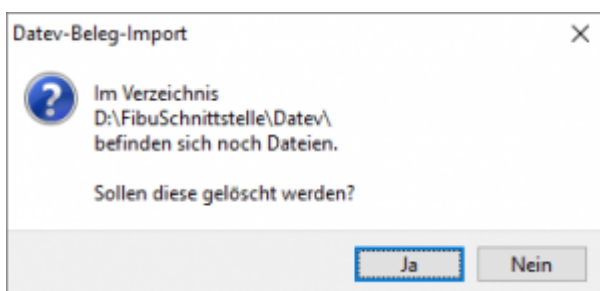 Datev-Beleg-Import
Im Verzeichnis
D:\FibuSchnittstelle\Datev\
befinden sich noch Dateien.
Sollen diese gelöscht werden?
Ja
Nein